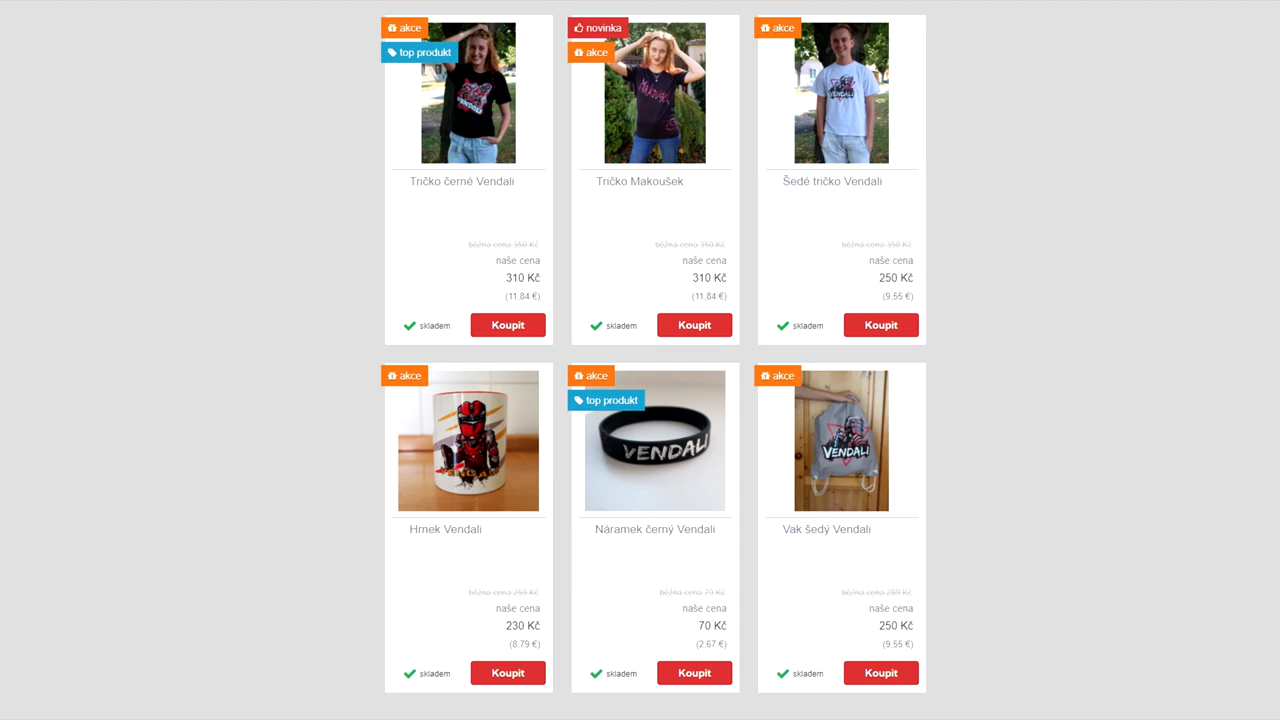 akce
top produkt
VENDALI
Tričko černé Vendali
běžná cena 350 Kč
naše cena
310 Kč
(11,84 €)
skladem
Koupit
novinka
akce
Makoušek
Tričko Makoušek
běžná cena 350 Kč
naše cena
310 Kč
(11,84 €)
skladem
Koupit
akce
VENDALI
Šedé tričko Vendali
běžná cena 350 Kč
naše cena
250 Kč
(9,55 €)
skladem
Koupit
akce
Hrnek Vendali
běžná cena 259 Kč
naše cena
230 Kč
(8,79 €)
skladem
Koupit
akce
top produkt
VENDALI
Náramek černý Vendali
běžná cena 79 Kč
naše cena
70 Kč
(2,67 €)
skladem
Koupit
akce
VENDALI
Vak šedý Vendali
běžná cena 289 Kč
naše cena
250 Kč
(9,55 €)
skladem
Koupit